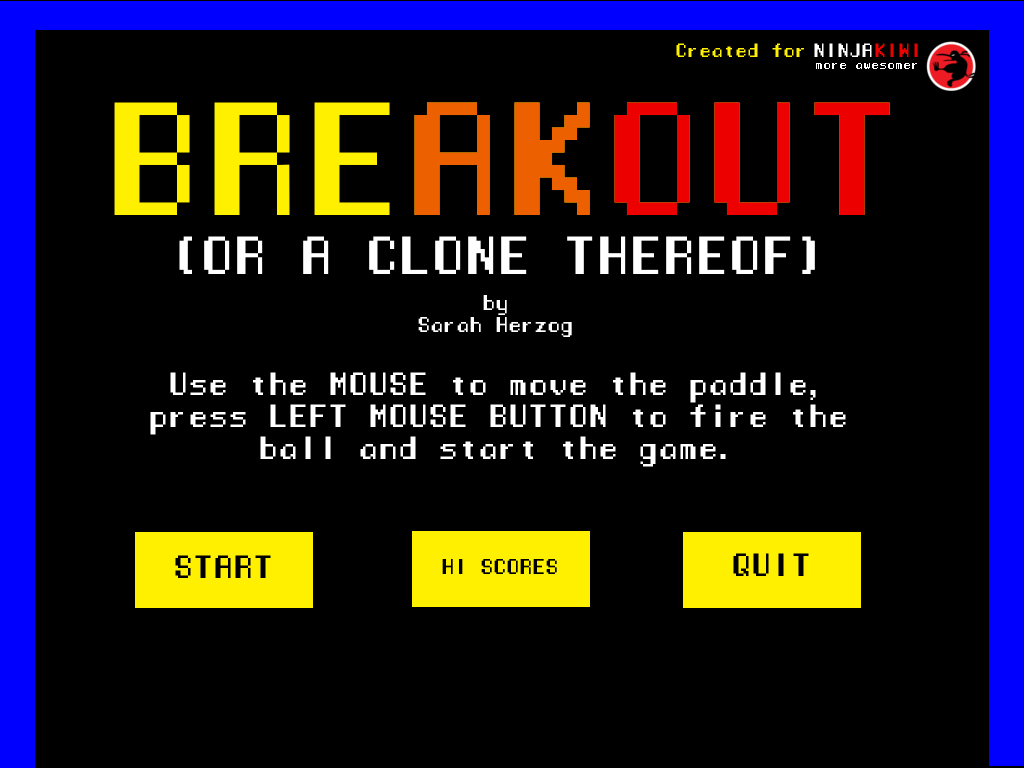 Created for NINJAKIWI
more awesomer
BREAKOUT
(OR A CLONE THEREOF)
by
Sarah Herzog
Use the MOUSE to move the paddle,
press LEFT MOUSE BUTTON to fire the
ball and start the game.
START
HI SCORES
QUIT